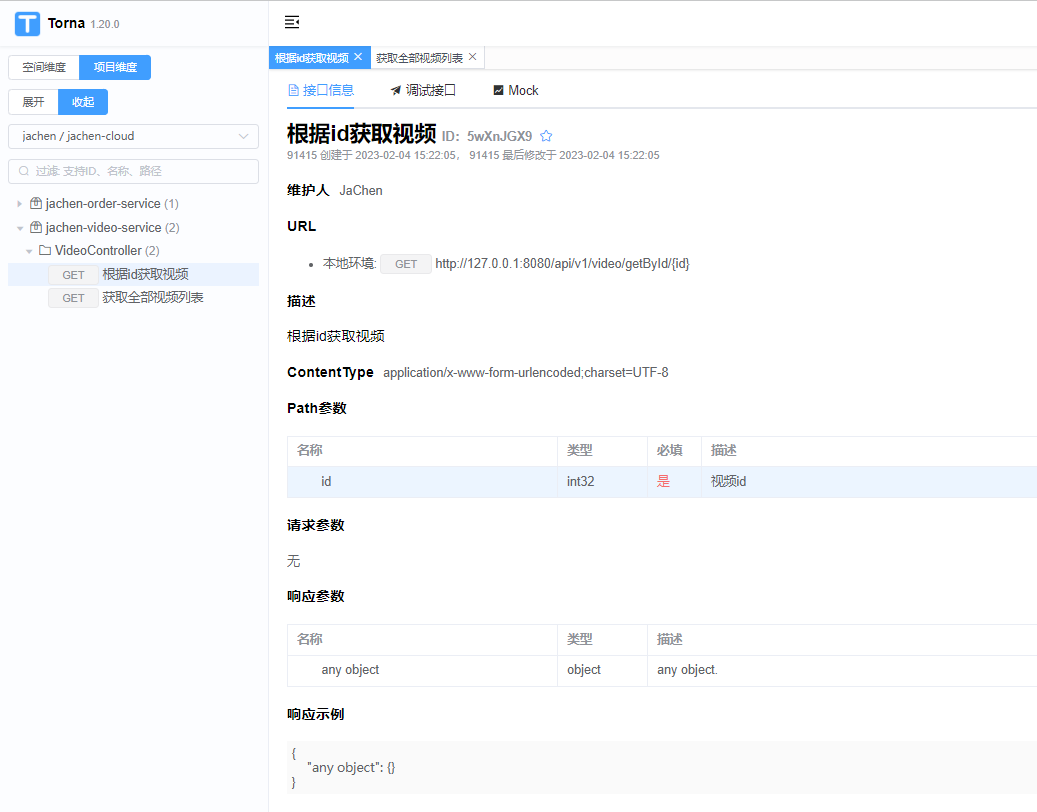 Torna 1.20.0
空间维度 项目维度
展开 收起
jachen / jachen-cloud
过滤: 支持ID、名称、路径
jachen-order-service (1)
jachen-video-service (2)
VideoController (2)
GET 根据id获取视频
GET 获取全部视频列表
根据id获取视频 获取全部视频列表
接口信息 调试接口 Mock
根据id获取视频 ID: 5wXnJGX9
91415 创建于 2023-02-04 15:22:05, 91415 最后修改于 2023-02-04 15:22:05
维护人 JaChen
URL
• 本地环境: GET http://127.0.0.1:8080/api/v1/video/getById/{id}
描述
根据id获取视频
ContentType application/x-www-form-urlencoded;charset=UTF-8
Path参数
名称 类型 必填 描述
id int32 是 视频id
请求参数
无
响应参数
名称 类型 描述
any object object any object.
响应示例
{
"any object": {}
}